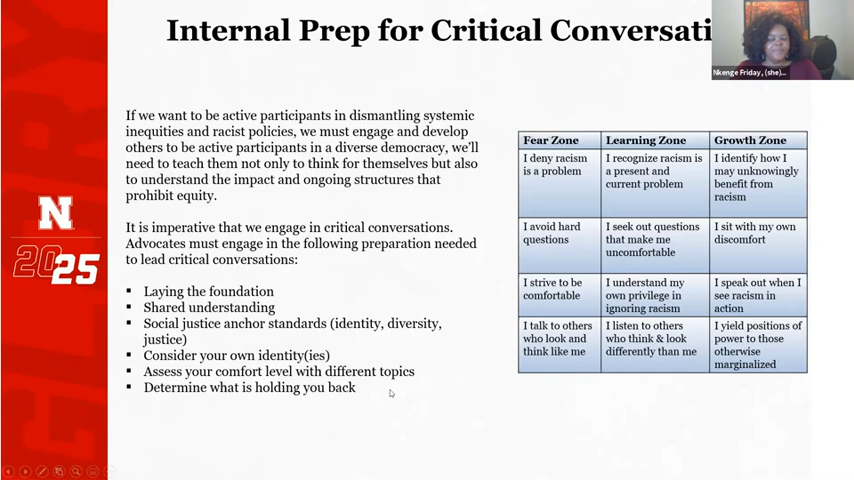 Internal Prep for Critical Conversati
Nkenge Friday, (she)...
If we want to be active participants in dismantling systemic
inequities and racist policies, we must engage and develop
others to be active participants in a diverse democracy, we'll
need to teach them not only to think for themselves but also
to understand the impact and ongoing structures that
prohibit equity.
It is imperative that we engage in critical conversations.
Advocates must engage in the following preparation needed
to lead critical conversations:
▪ Laying the foundation
▪ Shared understanding
▪ Social justice anchor standards (identity, diversity,
justice)
▪ Consider your own identity(ies)
▪ Assess your comfort level with different topics
▪ Determine what is holding you back
Fear Zone Learning Zone Growth Zone
I deny racism
is a problem
I recognize racism is
a present and
current problem
I identify how I
may unknowingly
benefit from
racism
I avoid hard
questions
I seek out questions
that make me
uncomfortable
I sit with my own
discomfort
I strive to be
comfortable
I understand my
own privilege in
ignoring racism
I speak out when I
see racism in
action
I talk to others
who look and
think like me
I listen to others
who think & look
differently than me
I yield positions of
power to those
otherwise
marginalized
N
2025